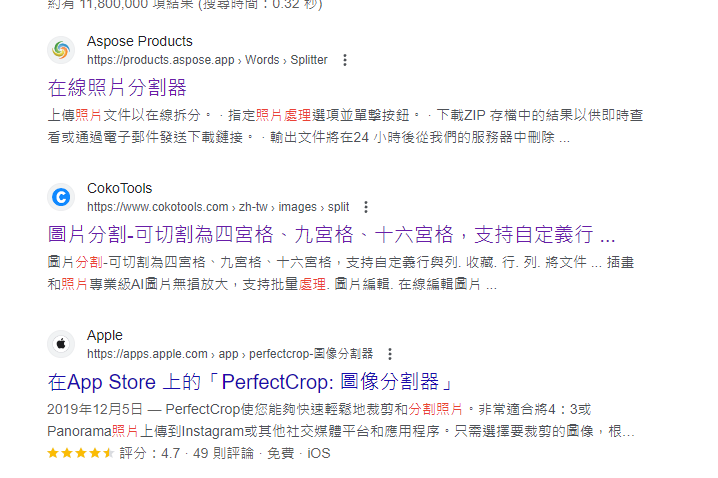 約有 11,800,000 項結果 (搜尋時間：0.32 秒)
Aspose Products
https://products.aspose.app › Words › Splitter
在線照片分割器
上傳照片文件以在線拆分。 · 指定照片處理選項並單擊按鈕。 · 下載ZIP 存檔中的結果以供即時查
看或通過電子郵件發送下載鏈接。 · 輸出文件將在24 小時後從我們的服務器中刪除 ...
CokoTools
https://www.cokotools.com › zh-tw › images › split
圖片分割-可切割為四宮格、九宮格、十六宮格，支持自定義行 ...
圖片分割-可切割為四宮格、九宮格、十六宮格，支持自定義行與列. 收藏. 行. 列. 將文件 ... 插畫
和照片專業級AI圖片無損放大，支持批量處理. 圖片編輯. 在線編輯圖片 ...
Apple
https://apps.apple.com › app › perfectcrop-圖像分割器
在App Store 上的「PerfectCrop: 圖像分割器」
2019年12月5日 — PerfectCrop使您能夠快速輕鬆地裁剪和分割照片。非常適合將4：3或
Panorama照片上傳到Instagram或其他社交媒體平台和應用程序。只需選擇要裁剪的圖像，根...
評分：4.7 · 49 則評論 · 免費 · iOS